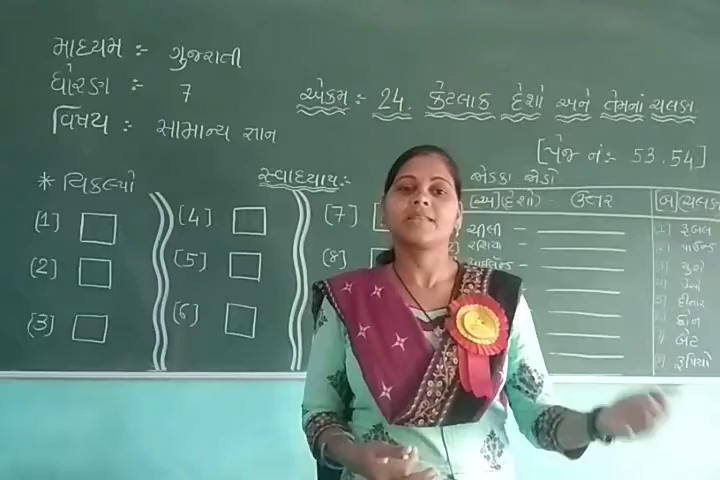 માધ્યમ :- ગુજરાતી
ધોરણ :- 7
વિષય :- સામાન્ય જ્ઞાન
એકમ :- 24. કેટલાક દેશો અને તેમનાં ચલણ
[પેજ નં:- 53.54]
સ્વાધ્યાય :-
* વિકલ્પો
જોડકાં જોડો
[અ] (દેશો) - ઉત્તર
[બ] ચલણ
[1]
[2]
[3]
[4]
[5]
[6]
[7]
[8]
ચીલી -
રશિયા -
થાઈલેન્ડ -
[1] રૂબલ
[2] પાઉન્ડ
[3] યુરો
[4] પેસો
[5] દીનાર
[6] ક્રોન
[7] બાટ
[8] રૂપિયો